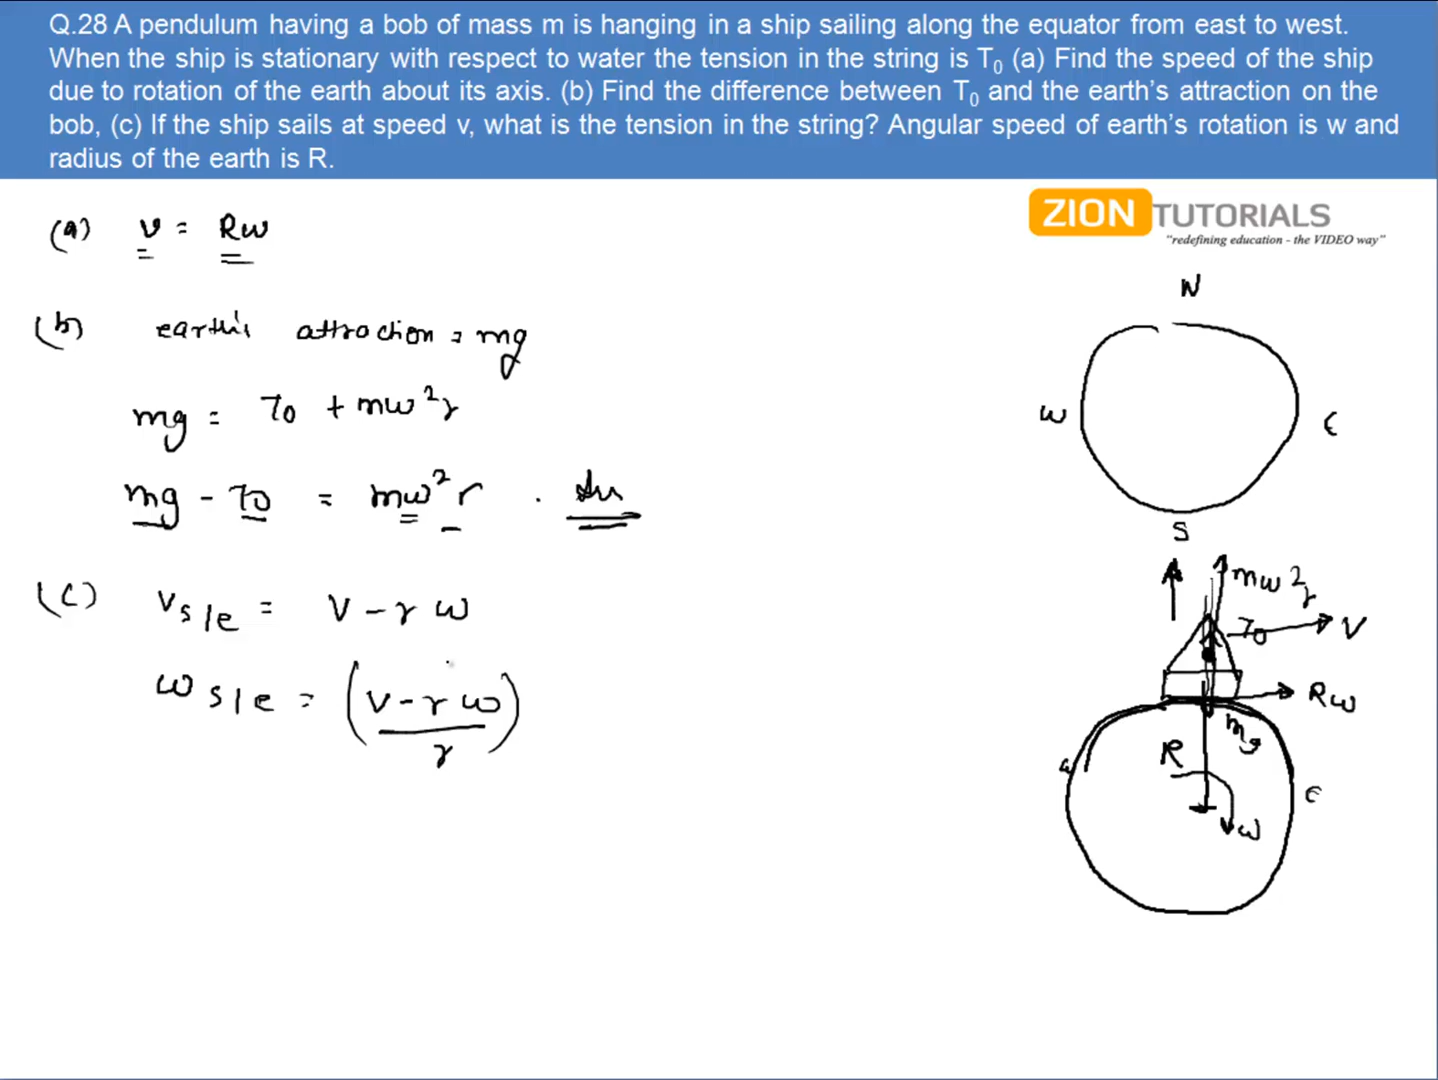 Q.28 A pendulum having a bob of mass m is hanging in a ship sailing along the equator from east to west.
When the ship is stationary with respect to water the tension in the string is T₀ (a) Find the speed of the ship
due to rotation of the earth about its axis. (b) Find the difference between T₀ and the earth's attraction on the
bob, (c) If the ship sails at speed v, what is the tension in the string? Angular speed of earth's rotation is w and
radius of the earth is R.
ZION TUTORIALS
"redefining education - the VIDEO way"
(a) v = Rω
N
(b) earth's attraction = mg
W
E
mg = T0 + mω²r
mg - T0 = mω²r . Ans
S
(c) Vs/e = V - rω
mω²r
T0
V
ωs/e = (V - rω / r)
Rω
mg
R
ω
E
ω